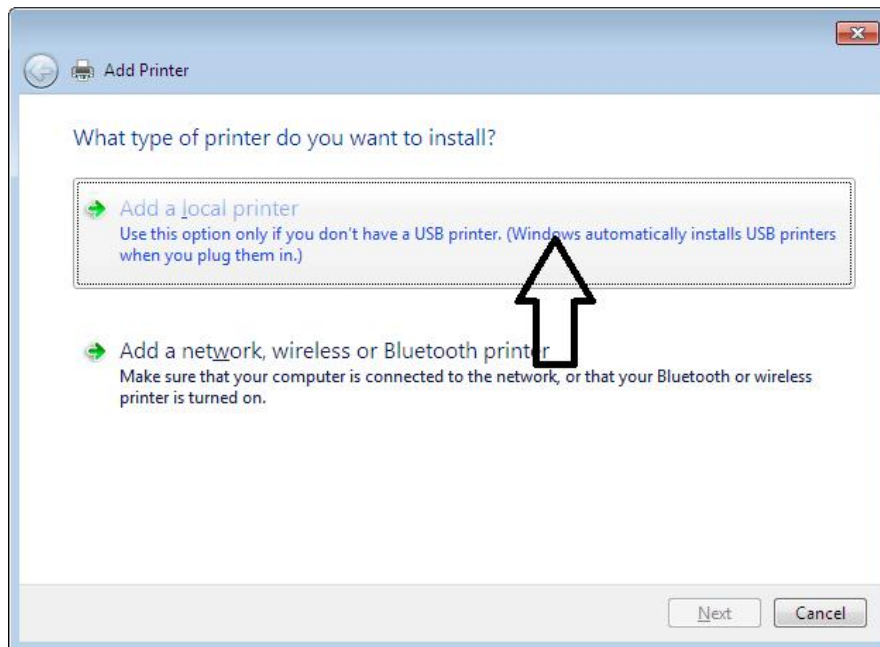 Add Printer
What type of printer do you want to install?
Add a local printer
Use this option only if you don't have a USB printer. (Windows automatically installs USB printers
when you plug them in.)
Add a network, wireless or Bluetooth printer
Make sure that your computer is connected to the network, or that your Bluetooth or wireless
printer is turned on.
Next
Cancel